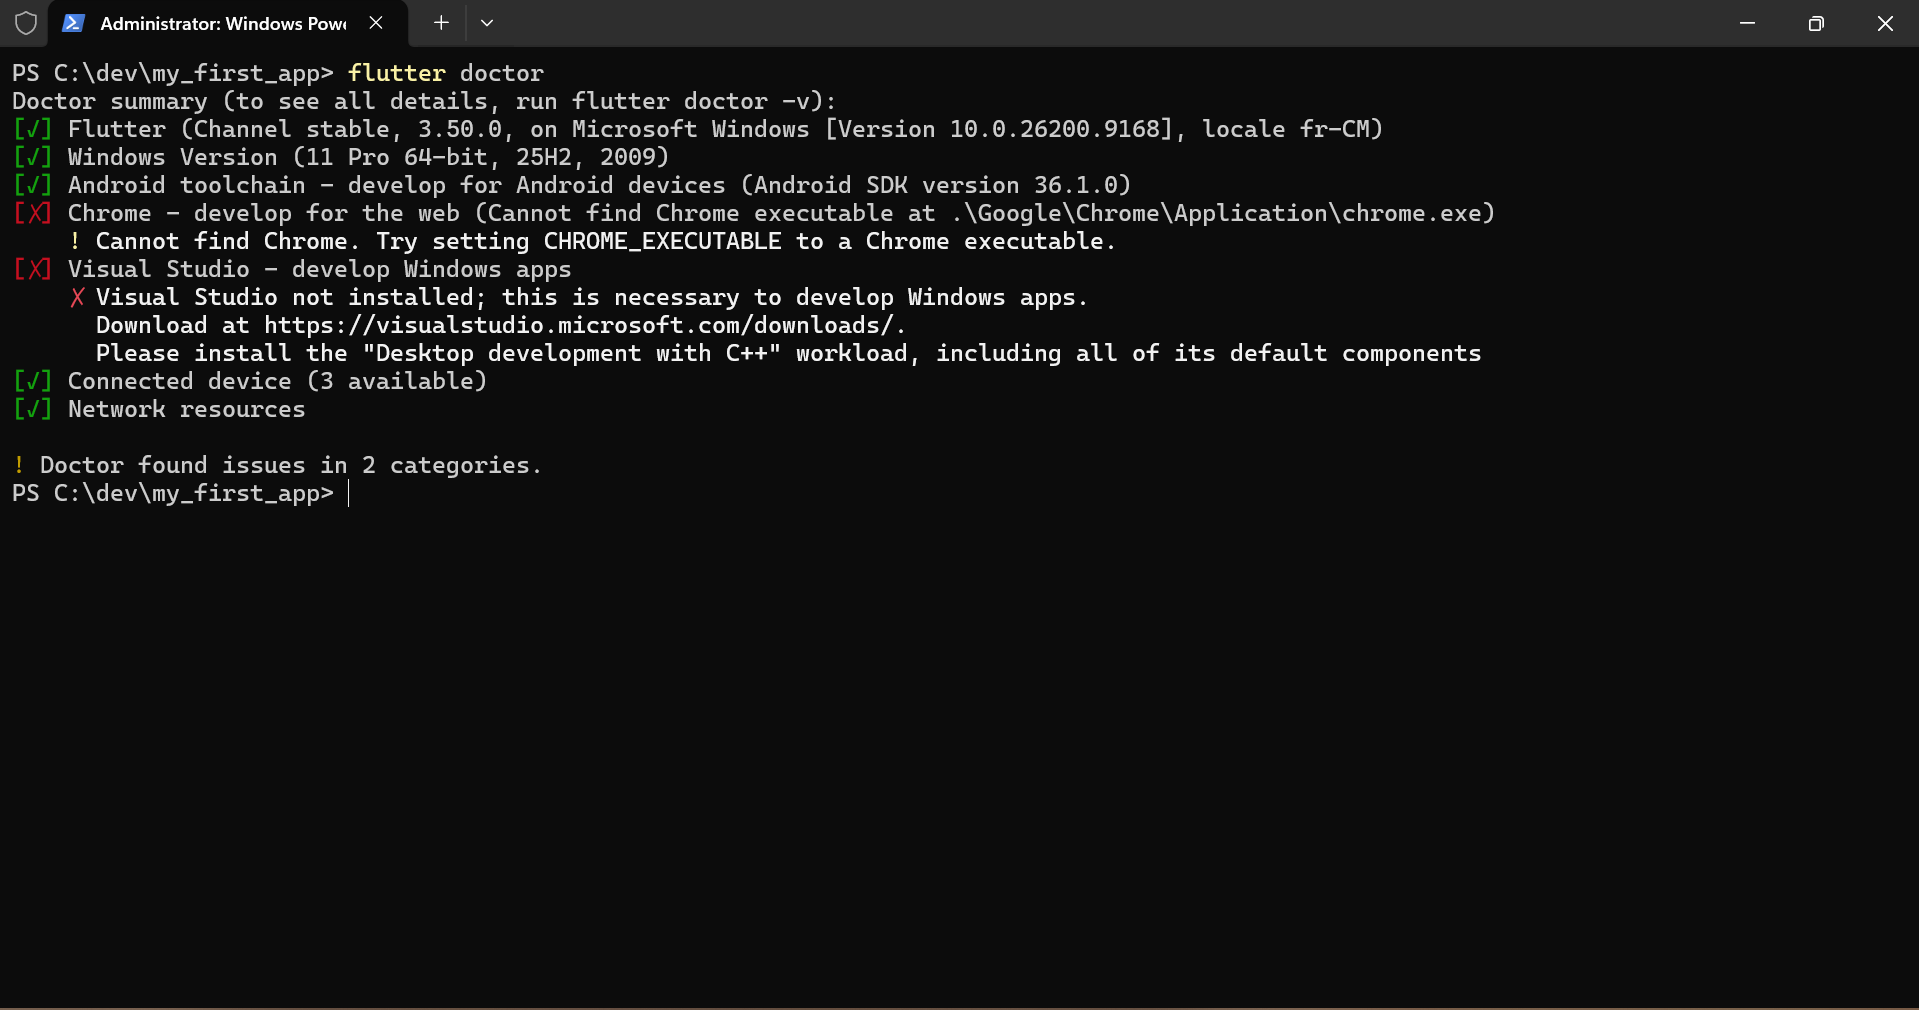 Administrator: Windows Powe
PS C:\dev\my_first_app> flutter doctor
Doctor summary (to see all details, run flutter doctor -v):
[√] Flutter (Channel stable, 3.50.0, on Microsoft Windows [Version 10.0.26200.9168], locale fr-CM)
[√] Windows Version (11 Pro 64-bit, 25H2, 2009)
[√] Android toolchain - develop for Android devices (Android SDK version 36.1.0)
[X] Chrome - develop for the web (Cannot find Chrome executable at .\Google\Chrome\Application\chrome.exe)
    ! Cannot find Chrome. Try setting CHROME_EXECUTABLE to a Chrome executable.
[X] Visual Studio - develop Windows apps
    X Visual Studio not installed; this is necessary to develop Windows apps.
      Download at https://visualstudio.microsoft.com/downloads/.
      Please install the "Desktop development with C++" workload, including all of its default components
[√] Connected device (3 available)
[√] Network resources
! Doctor found issues in 2 categories.
PS C:\dev\my_first_app>